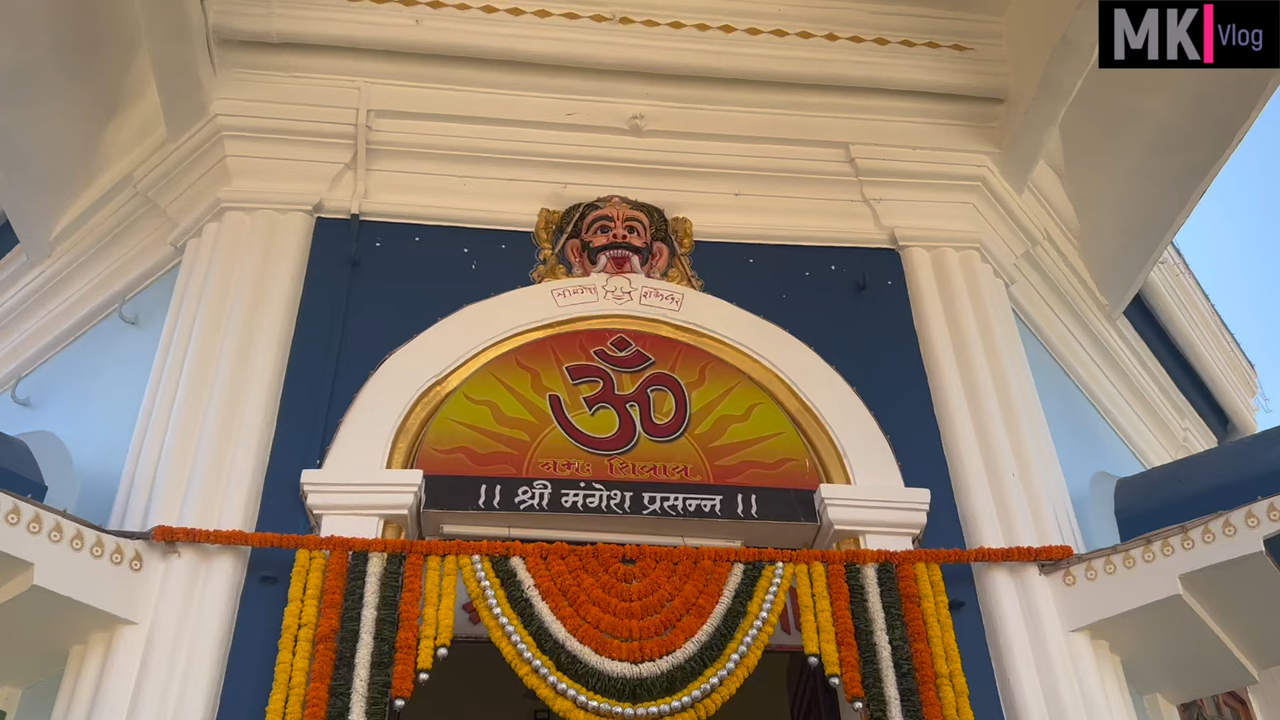 MK Vlog
श्री मंगेश
ॐ
नमः शिवाय
।। श्री मंगेश प्रसन्न ।।